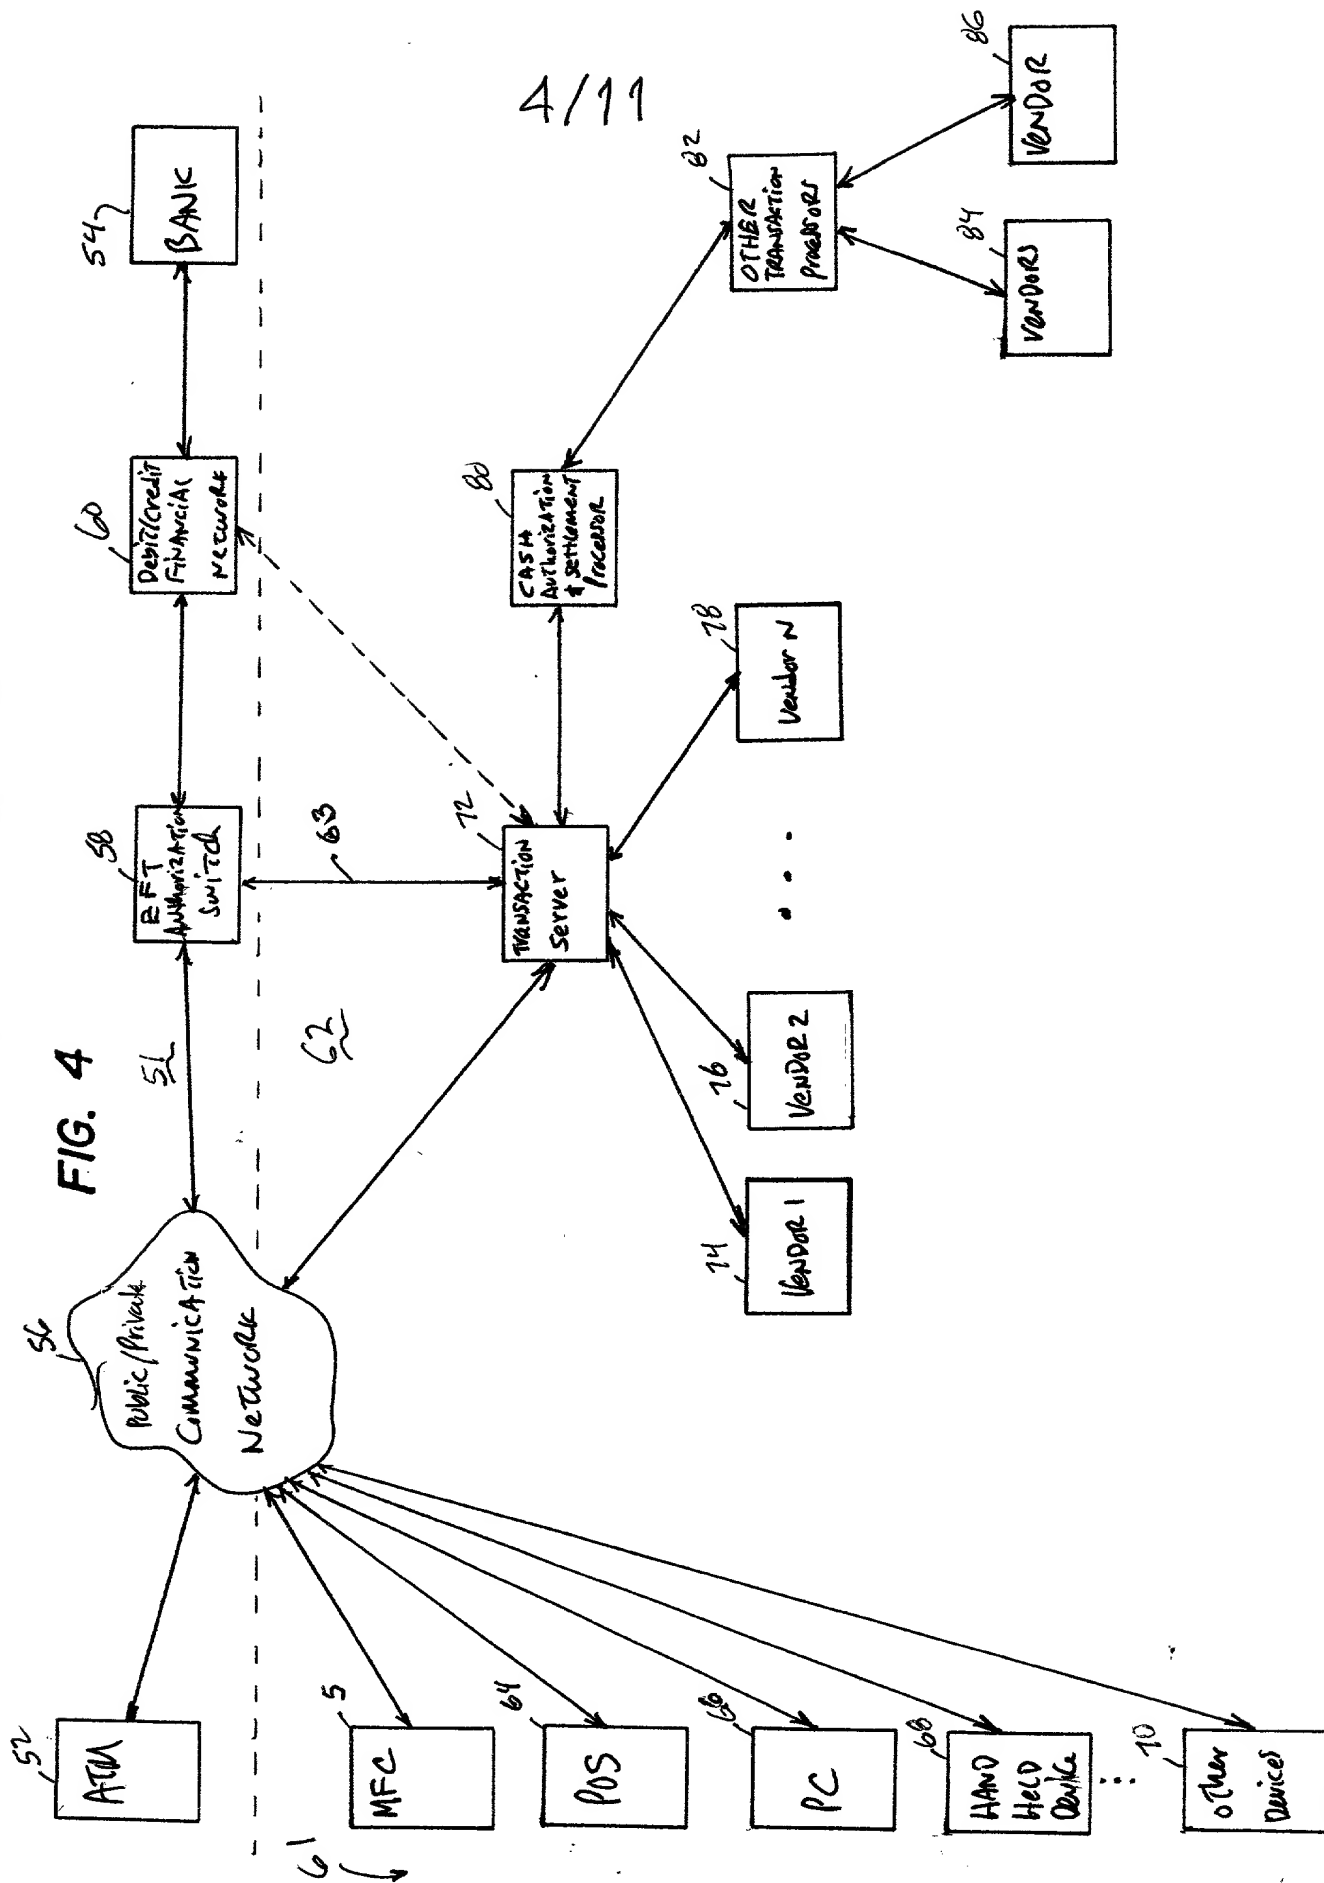 4/11
FIG. 4
52
ATM
56
Public/Private
Communication
Network
51
58
EFT
Authorization
Switch
60
Debit/Credit
Financial
Network
54
BANK
61
62
63
5
MFC
64
POS
66
PC
68
HAND
HELD
Device
70
Other
Devices
72
TRANSACTION
Server
74
VENDOR 1
76
VENDOR 2
78
Vendor N
80
CASH
Authorization
& Settlement
Processor
82
OTHER
TRANSACTION
Processors
84
VENDORS
86
VENDOR